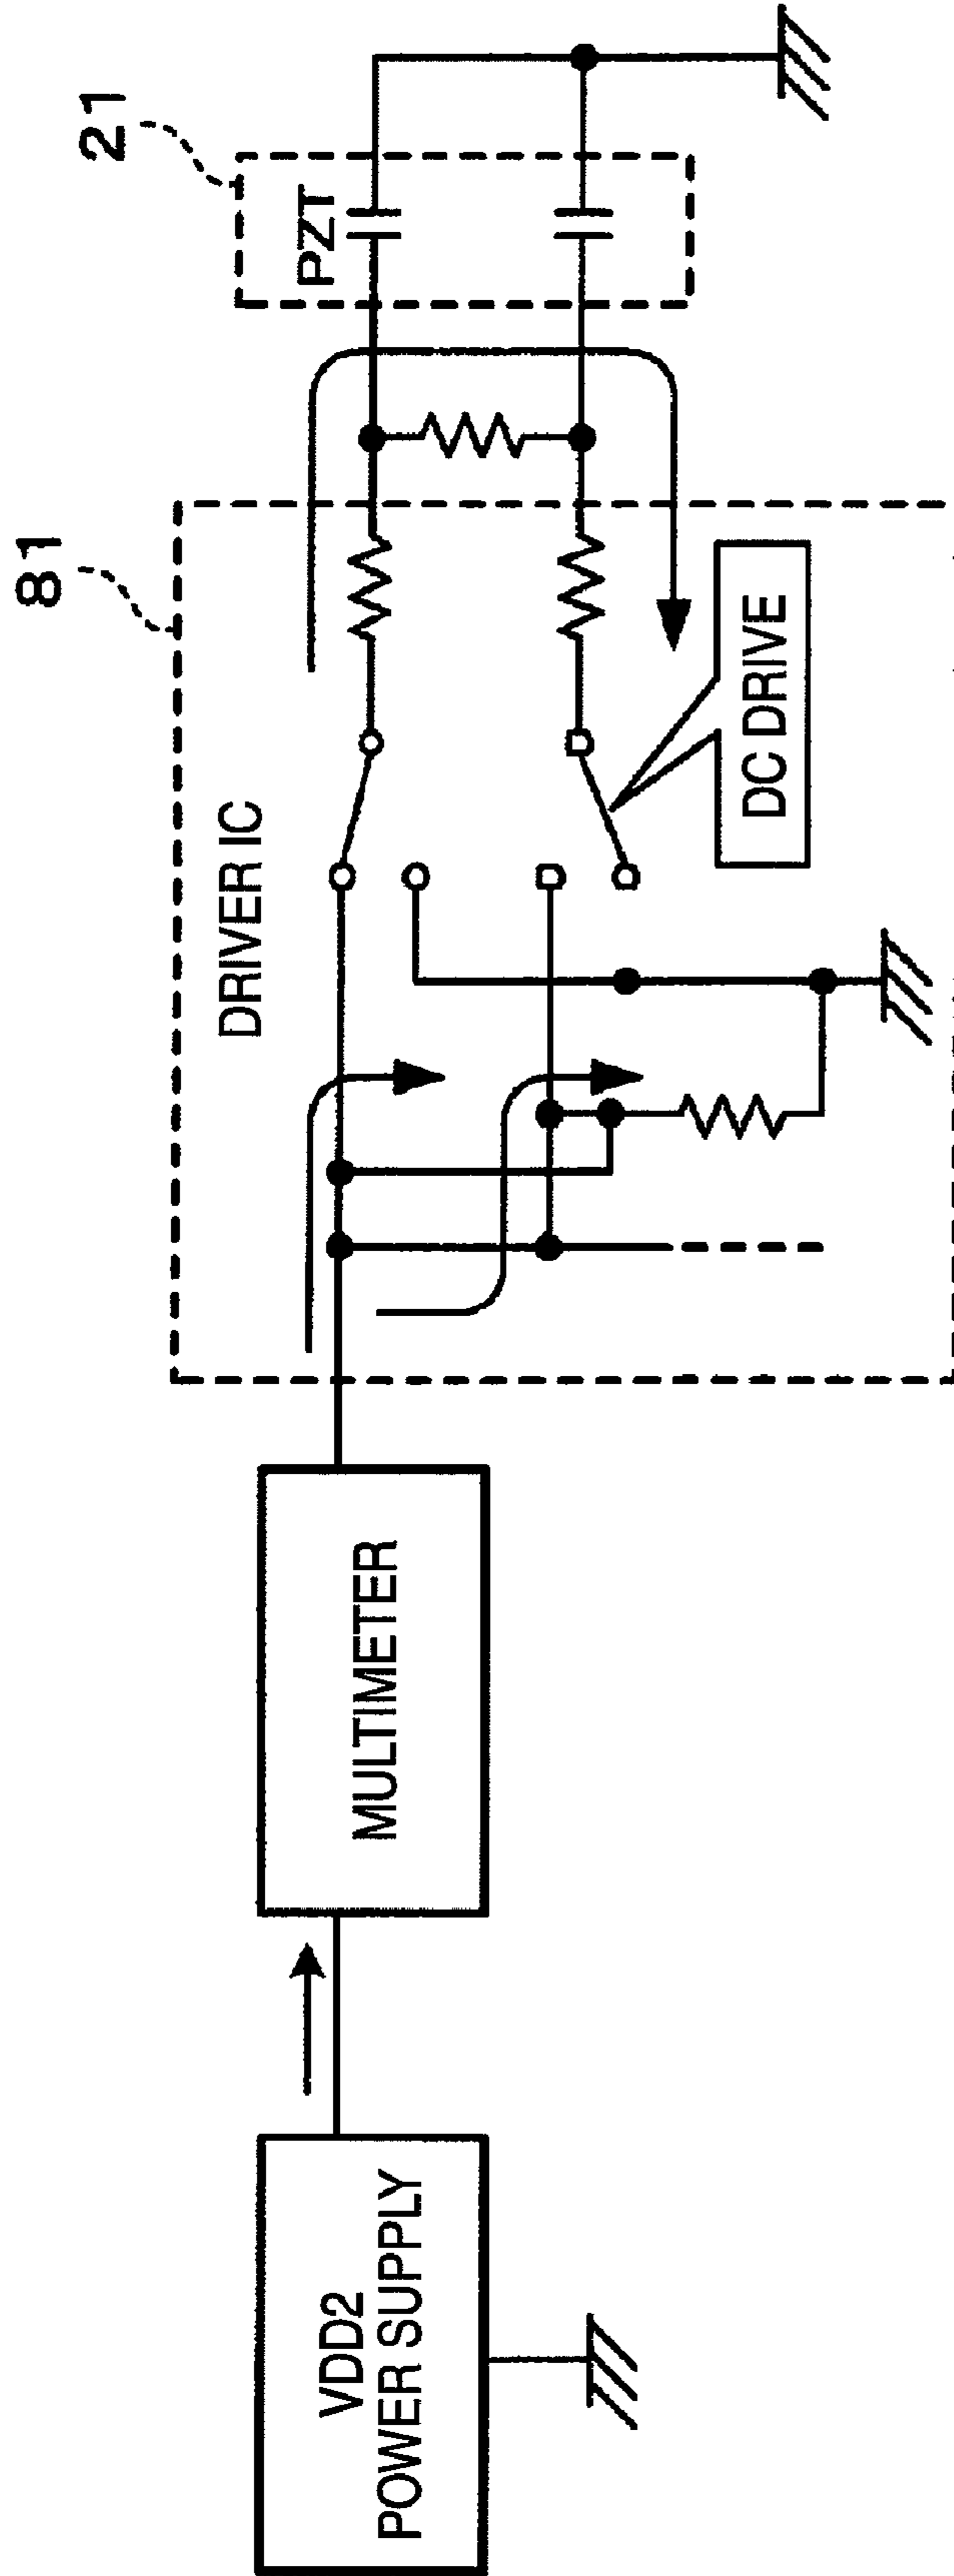 VDD2
POWER SUPPLY
MULTIMETER
DRIVER IC
81
DC DRIVE
PZT
21